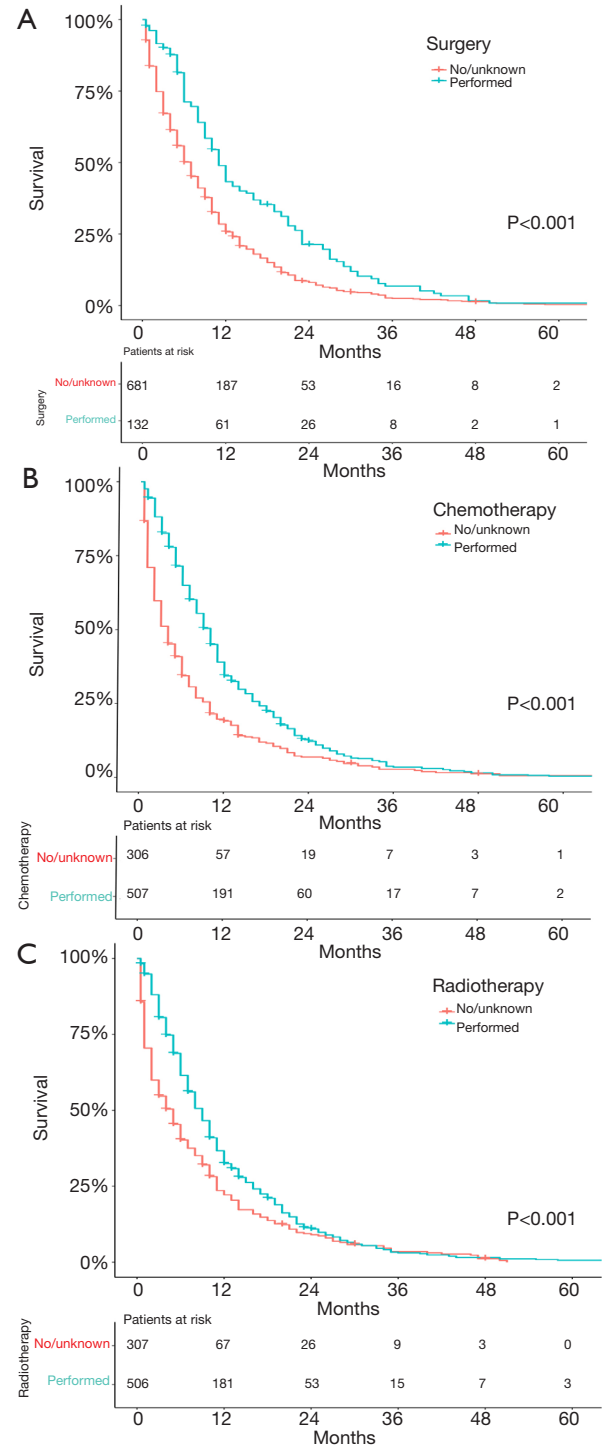 A
100%
75%
50%
25%
0%
Survival
Surgery
No/unknown
Performed
P<0.001
0 12 24 36 48 60
Months
Patients at risk
Surgery
No/unknown 681 187 53 16 8 2
Performed 132 61 26 8 2 1
0 12 24 36 48 60
Months
B
100%
75%
50%
25%
0%
Survival
Chemotherapy
No/unknown
Performed
P<0.001
0 12 24 36 48 60
Months
Patients at risk
Chemotherapy
No/unknown 306 57 19 7 3 1
Performed 507 191 60 17 7 2
0 12 24 36 48 60
Months
C
100%
75%
50%
25%
0%
Survival
Radiotherapy
No/unknown
Performed
P<0.001
0 12 24 36 48 60
Months
Patients at risk
Radiotherapy
No/unknown 307 67 26 9 3 0
Performed 506 181 53 15 7 3
0 12 24 36 48 60
Months